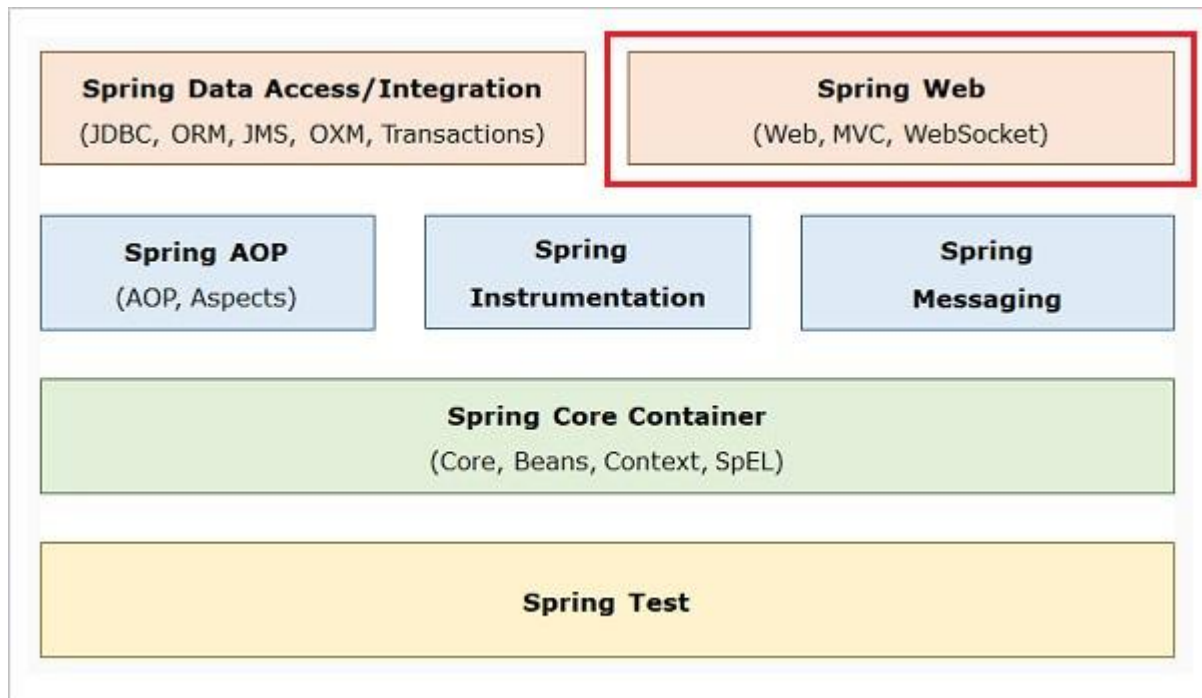 Spring Data Access/Integration
(JDBC, ORM, JMS, OXM, Transactions)
Spring Web
(Web, MVC, WebSocket)
Spring AOP
(AOP, Aspects)
Spring
Instrumentation
Spring
Messaging
Spring Core Container
(Core, Beans, Context, SpEL)
Spring Test